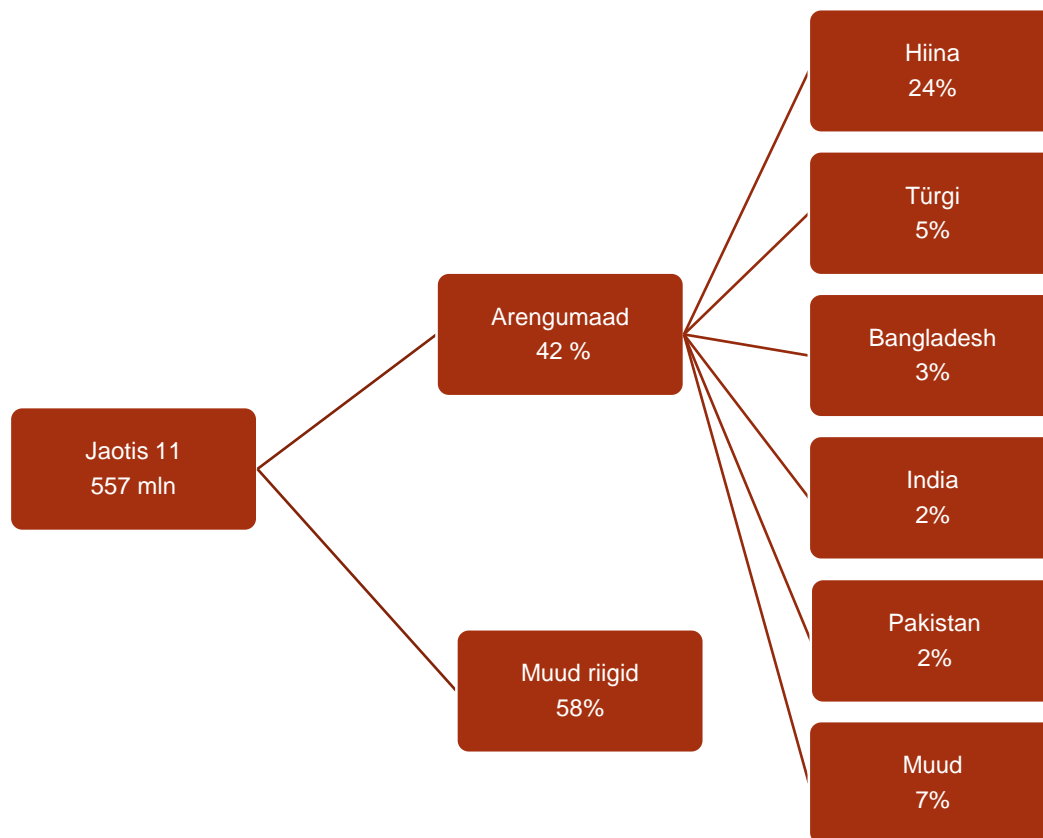 Jaotis 11
557 mln
Arengumaad
42 %
Muud riigid
58%
Hiina
24%
Türgi
5%
Bangladesh
3%
India
2%
Pakistan
2%
Muud
7%